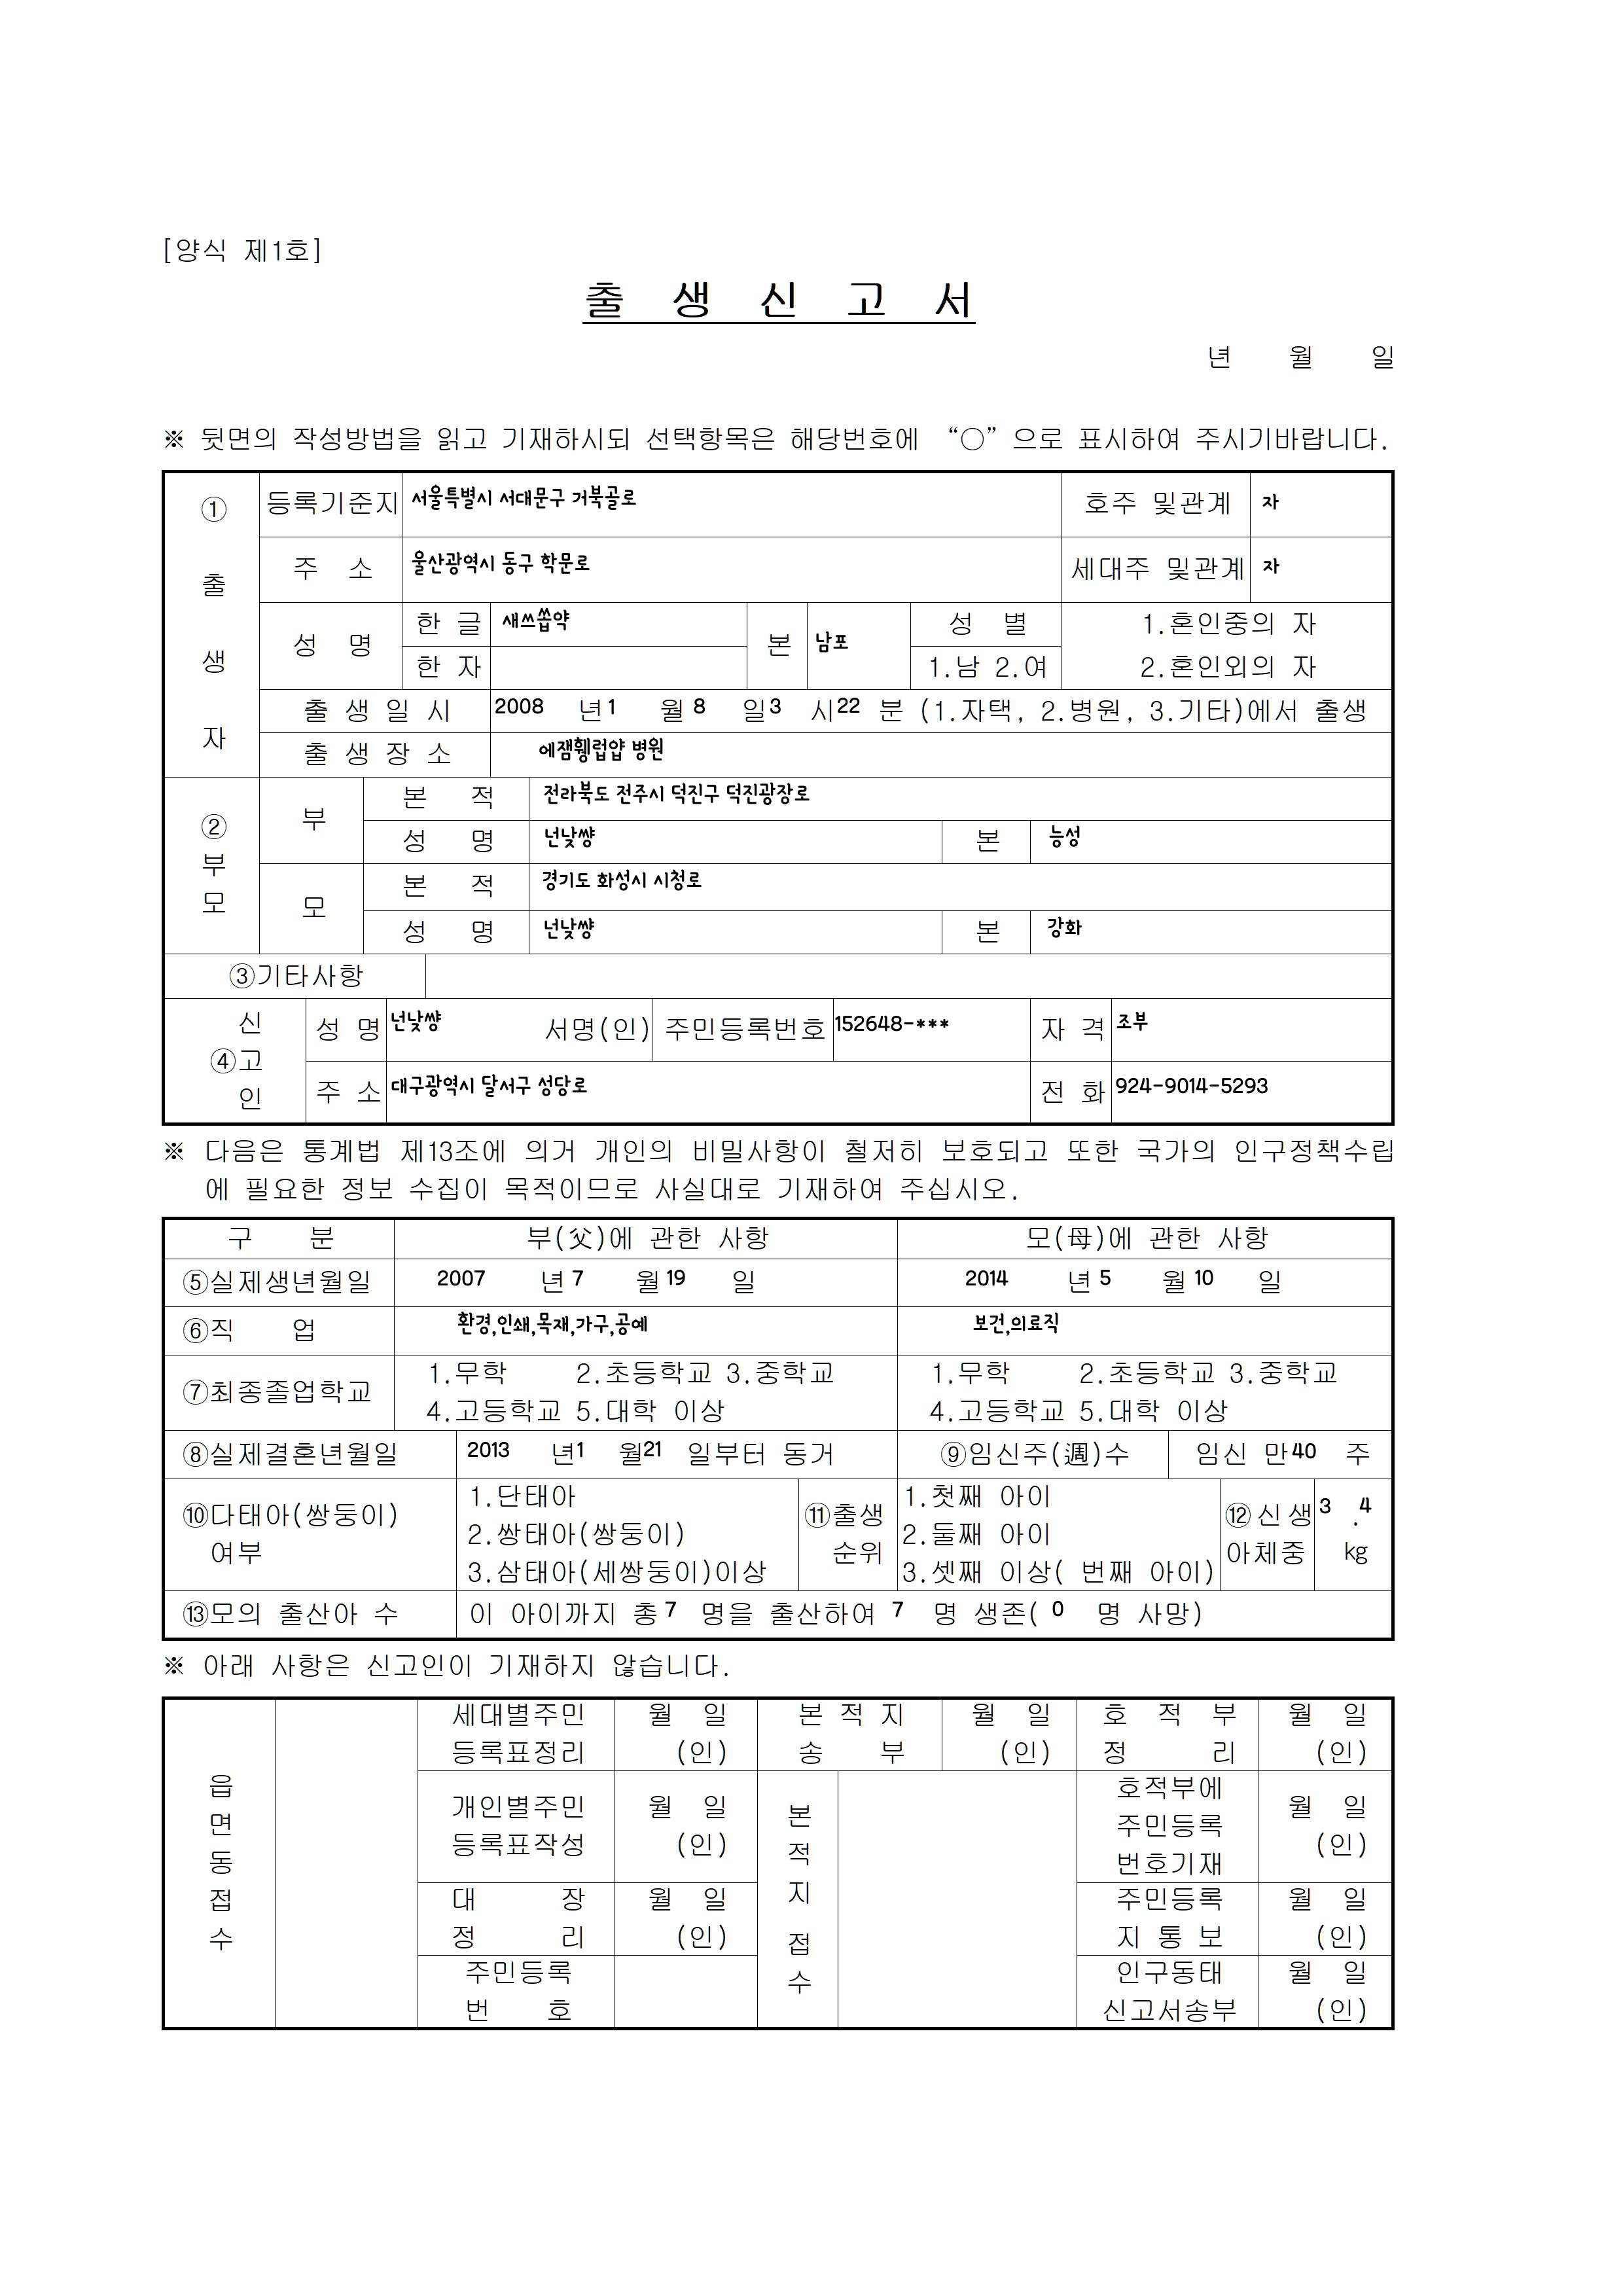 [양식 제1호]
출 생 신 고 서
년 월 일
※ 뒷면의 작성방법을 읽고 기재하시되 선택항목은 해당번호에 “○”으로 표시하여 주시기바랍니다.
① 출 생 자
등록기준지 서울특별시 서대문구 거북골로 호주 및관계 자
주 소 울산광역시 동구 학문로 세대주 및관계 자
성 명 한 글 새쓰쏩약 본 남포 성 별 1.혼인중의 자
한 자 1.남 2.여 2.혼인외의 자
출 생 일 시 2008 년 1 월 8 일 3 시 22 분 (1.자택, 2.병원, 3.기타)에서 출생
출 생 장 소 에잼휑럽얍 병원
② 부 모
부 본 적 전라북도 전주시 덕진구 덕진광장로
성 명 넌낮썅 본 능성
모 본 적 경기도 화성시 시청로
성 명 넌낮썅 본 강화
③기타사항
④ 신 고 인
성 명 넌낮썅 서명(인) 주민등록번호 152648-*** 자 격 조부
주 소 대구광역시 달서구 성당로 전 화 924-9014-5293
※ 다음은 통계법 제13조에 의거 개인의 비밀사항이 철저히 보호되고 또한 국가의 인구정책수립
에 필요한 정보 수집이 목적이므로 사실대로 기재하여 주십시오.
구 분 부(父)에 관한 사항 모(母)에 관한 사항
⑤실제생년월일 2007 년 7 월 19 일 2014 년 5 월 10 일
⑥직 업 환경,인쇄,목재,가구,공예 보건,의료직
⑦최종졸업학교
1.무학 2.초등학교 3.중학교 1.무학 2.초등학교 3.중학교
4.고등학교 5.대학 이상 4.고등학교 5.대학 이상
⑧실제결혼년월일 2013 년 1 월 21 일부터 동거 ⑨임신주(週)수 임신 만 40 주
⑩다태아(쌍둥이) 여부
1.단태아
2.쌍태아(쌍둥이)
3.삼태아(세쌍둥이)이상
⑪출생 순위
1.첫째 아이
2.둘째 아이
3.셋째 이상( 번째 아이)
⑫신생 아체중
3 .4
kg
⑬모의 출산아 수 이 아이까지 총 7 명을 출산하여 7 명 생존( 0 명 사망)
※ 아래 사항은 신고인이 기재하지 않습니다.
읍 면 동 접 수
세대별주민 월 일 본 적 지 월 일 호 적 부 월 일
등록표정리 (인) 송 부 (인) 정 리 (인)
개인별주민 월 일
등록표작성 (인)
본 적 지 접 수
호적부에
주민등록 월 일
번호기재 (인)
대 장 월 일 주민등록 월 일
정 리 (인) 지 통 보 (인)
주민등록 인구동태 월 일
번 호 신고서송부 (인)